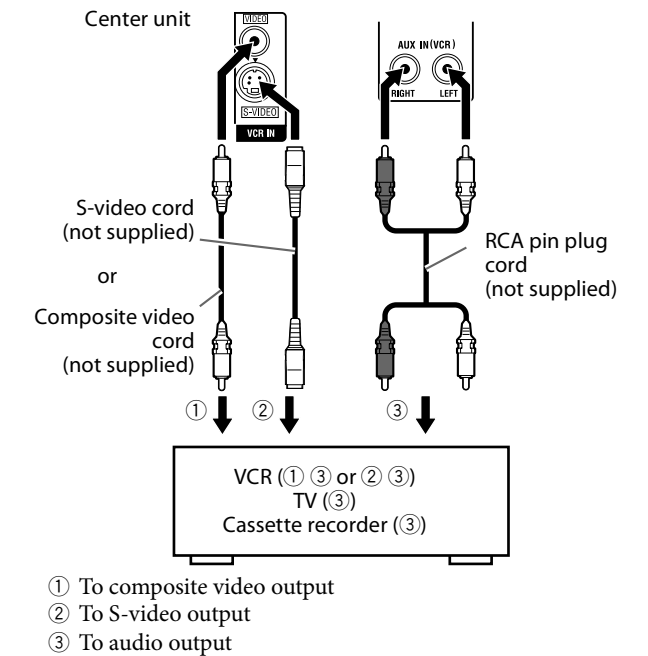 Center unit
VIDEO
S-VIDEO
VCR IN
AUX IN(VCR)
RIGHT
LEFT
S-video cord
(not supplied)
or
Composite video
cord
(not supplied)
RCA pin plug
cord
(not supplied)
①
②
③
VCR (① ③ or ② ③)
TV (③)
Cassette recorder (③)
① To composite video output
② To S-video output
③ To audio output